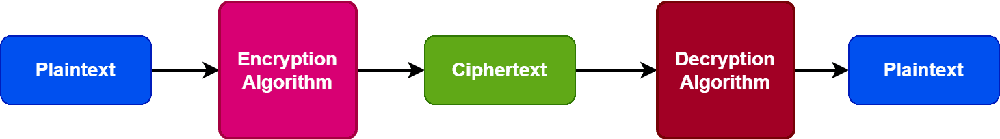 Plaintext
Encryption
Algorithm
Ciphertext
Decryption
Algorithm
Plaintext